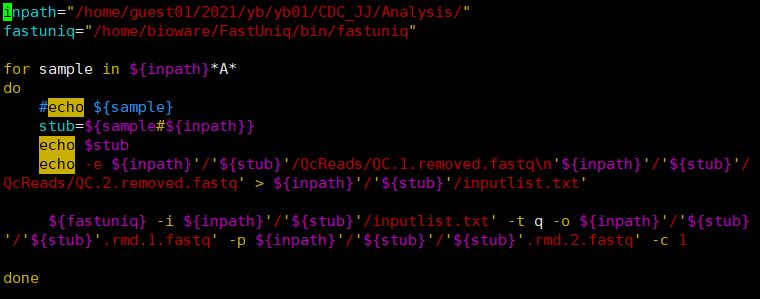 inpath="/home/guest01/2021/yb/yb01/CDC_JJ/Analysis/"
fastuniq="/home/bioware/FastUniq/bin/fastuniq"
for sample in ${inpath}*A*
do
#echo ${sample}
stub=${sample#${inpath}}
echo $stub
echo -e ${inpath}'/'${stub}'/QcReads/QC.1.removed.fastq\n'${inpath}'/'${stub}'/
QcReads/QC.2.removed.fastq' > ${inpath}'/'${stub}'/inputlist.txt'
${fastuniq} -i ${inpath}'/'${stub}'/inputlist.txt' -t q -o ${inpath}'/'${stub}
'/'${stub}'.rmd.1.fastq' -p ${inpath}'/'${stub}'/'${stub}'.rmd.2.fastq' -c 1
done